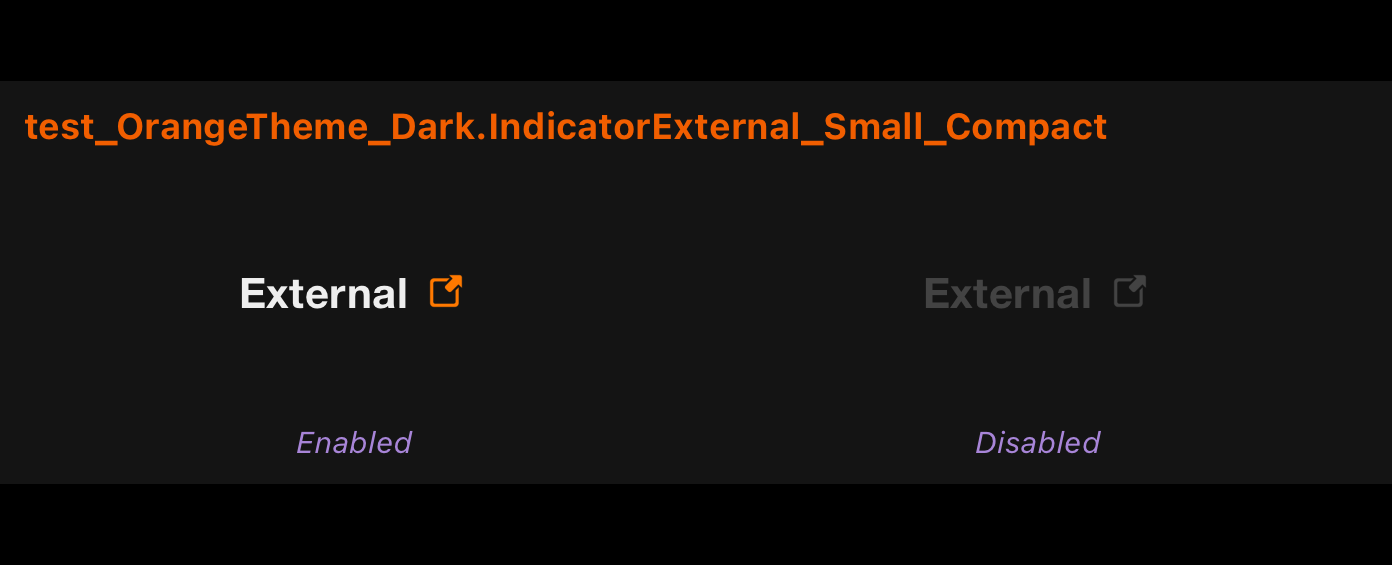 test_OrangeTheme_Dark.IndicatorExternal_Small_Compact
External External
Enabled Disabled